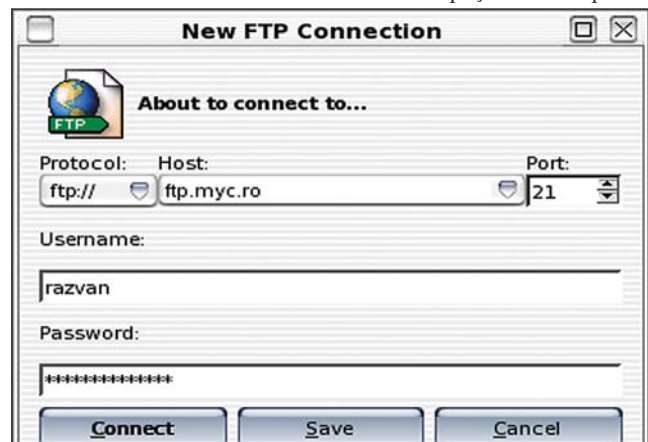 New FTP Connection
FTP
About to connect to...
Protocol: Host: Port:
ftp:// ftp.myc.ro 21
Username:
razvan
Password:
**************
Connect Save Cancel